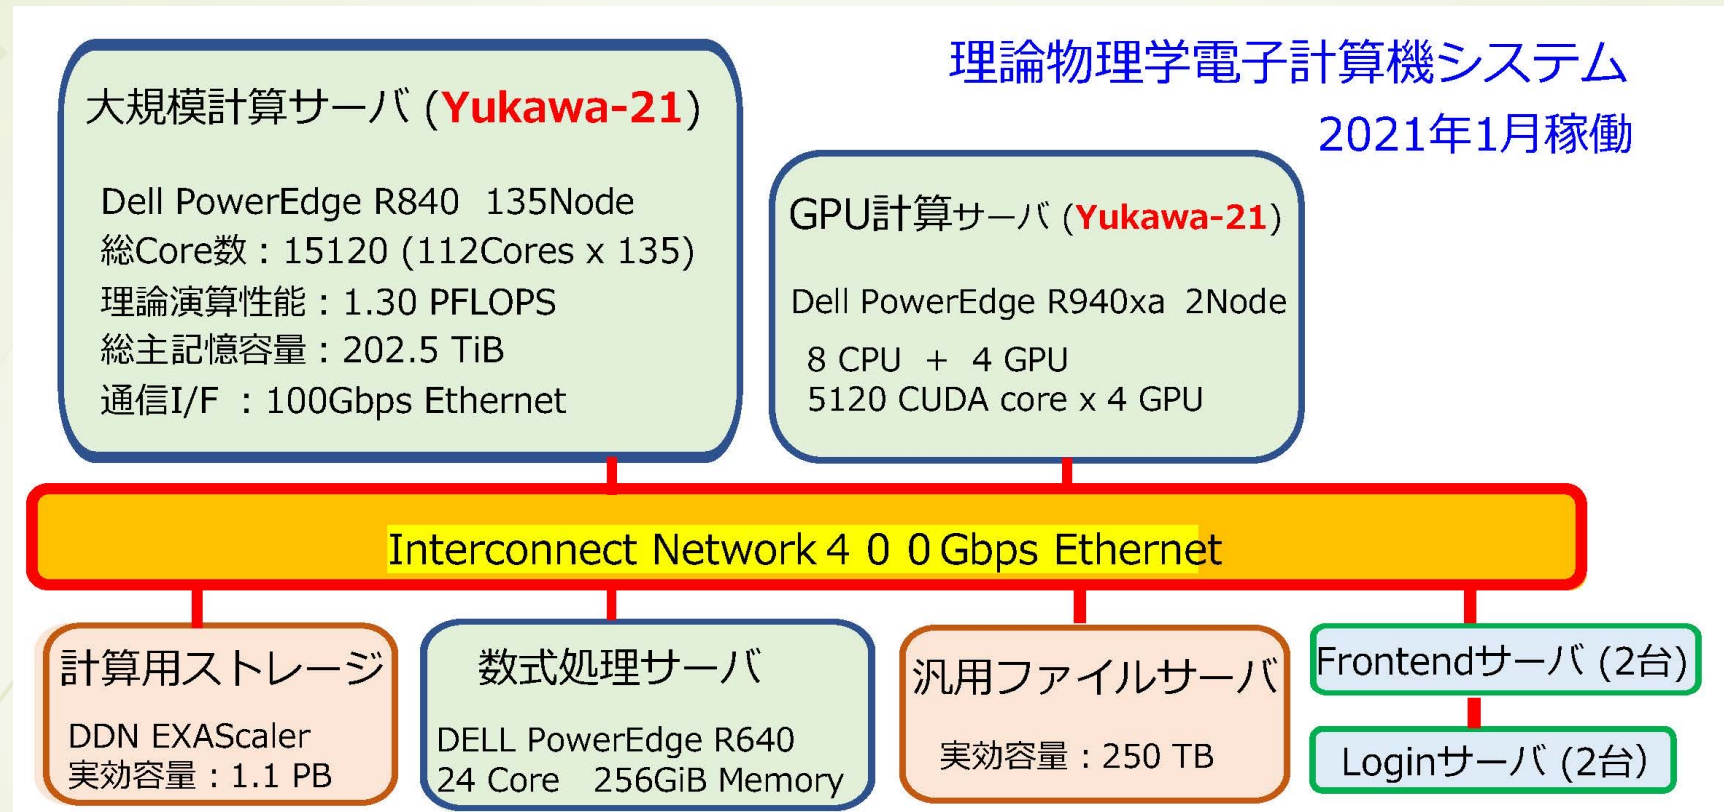 理論物理学電子計算機システム
2021年1月稼働
大規模計算サーバ (Yukawa-21)
Dell PowerEdge R840 135Node
総Core数：15120 (112Cores x 135)
理論演算性能：1.30 PFLOPS
総主記憶容量：202.5 TiB
通信I/F ：100Gbps Ethernet
GPU計算サーバ (Yukawa-21)
Dell PowerEdge R940xa 2Node
8 CPU + 4 GPU
5120 CUDA core x 4 GPU
Interconnect Network４００Gbps Ethernet
計算用ストレージ
DDN EXAScaler
実効容量：1.1 PB
数式処理サーバ
DELL PowerEdge R640
24 Core 256GiB Memory
汎用ファイルサーバ
実効容量：250 TB
Frontendサーバ (2台)
Loginサーバ (2台）